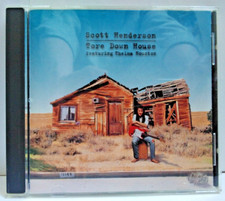 Scott Henderson
Tore Down House
featuring Thelma Houston